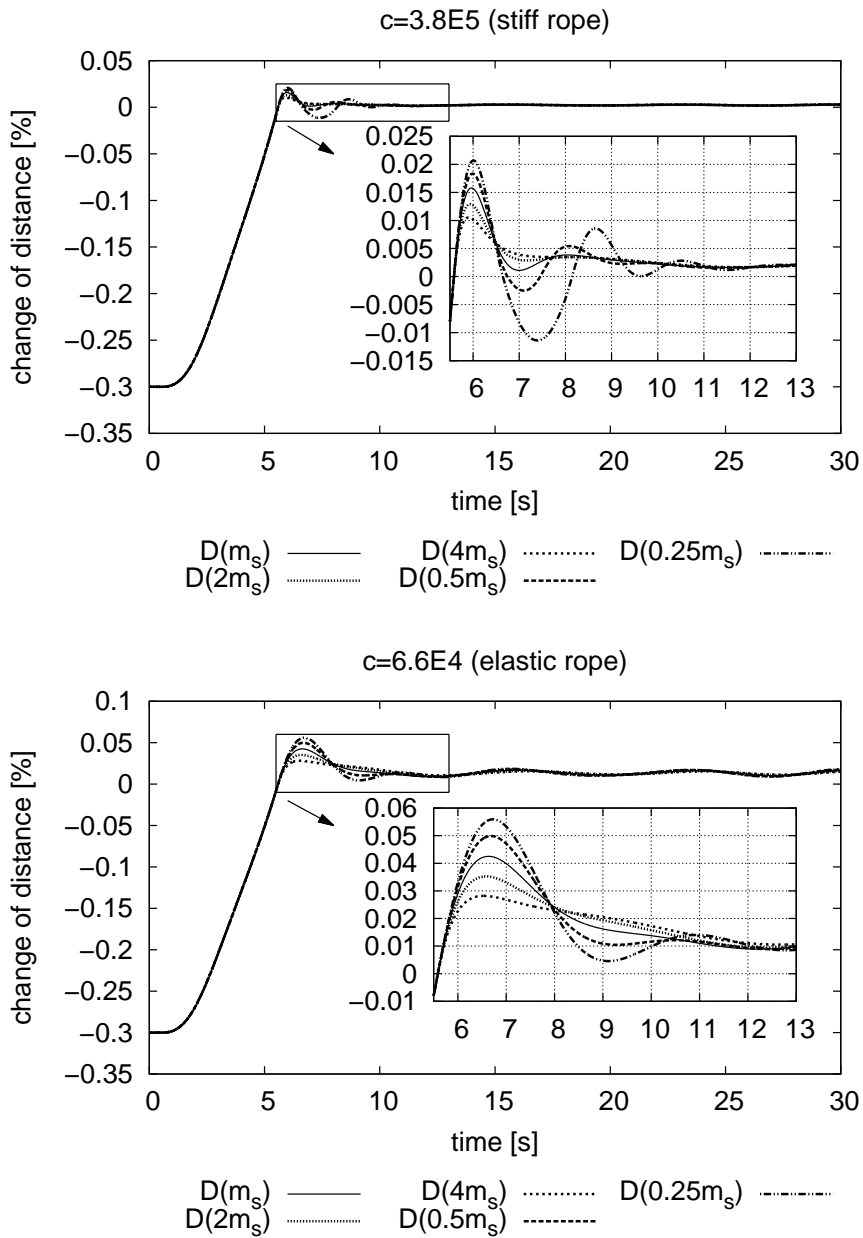 c=3.8E5 (stiff rope)
change of distance [%]
0.05
0
−0.05
−0.1
−0.15
−0.2
−0.25
−0.3
−0.35
0.025
0.02
0.015
0.01
0.005
0
−0.005
−0.01
−0.015
6 7 8 9 10 11 12 13
0 5 10 15 20 25 30
time [s]
D(m_s) D(4m_s) D(0.25m_s)
D(2m_s) D(0.5m_s)
c=6.6E4 (elastic rope)
change of distance [%]
0.1
0.05
0
−0.05
−0.1
−0.15
−0.2
−0.25
−0.3
−0.35
0.06
0.05
0.04
0.03
0.02
0.01
0
−0.01
6 7 8 9 10 11 12 13
0 5 10 15 20 25 30
time [s]
D(m_s) D(4m_s) D(0.25m_s)
D(2m_s) D(0.5m_s)